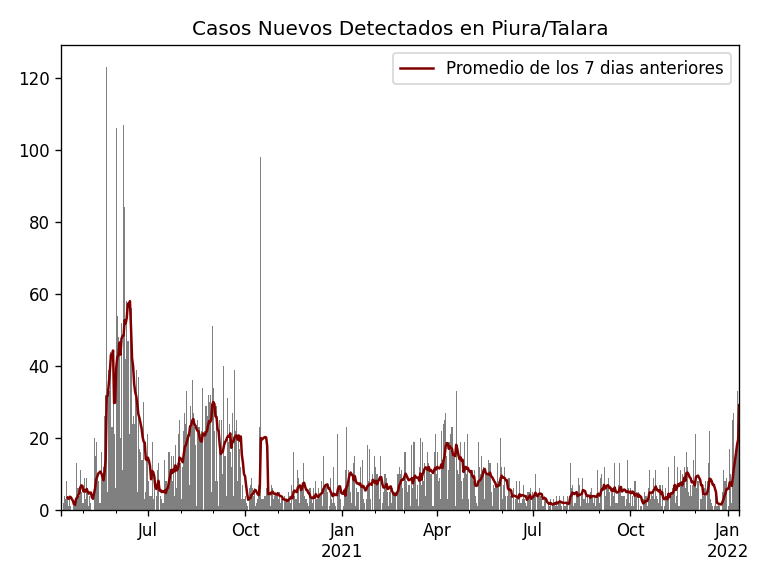 Casos Nuevos Detectados en Piura/Talara
Promedio de los 7 dias anteriores
120
100
80
60
40
20
0
Jul
Oct
Jan
2021
Apr
Jul
Oct
Jan
2022